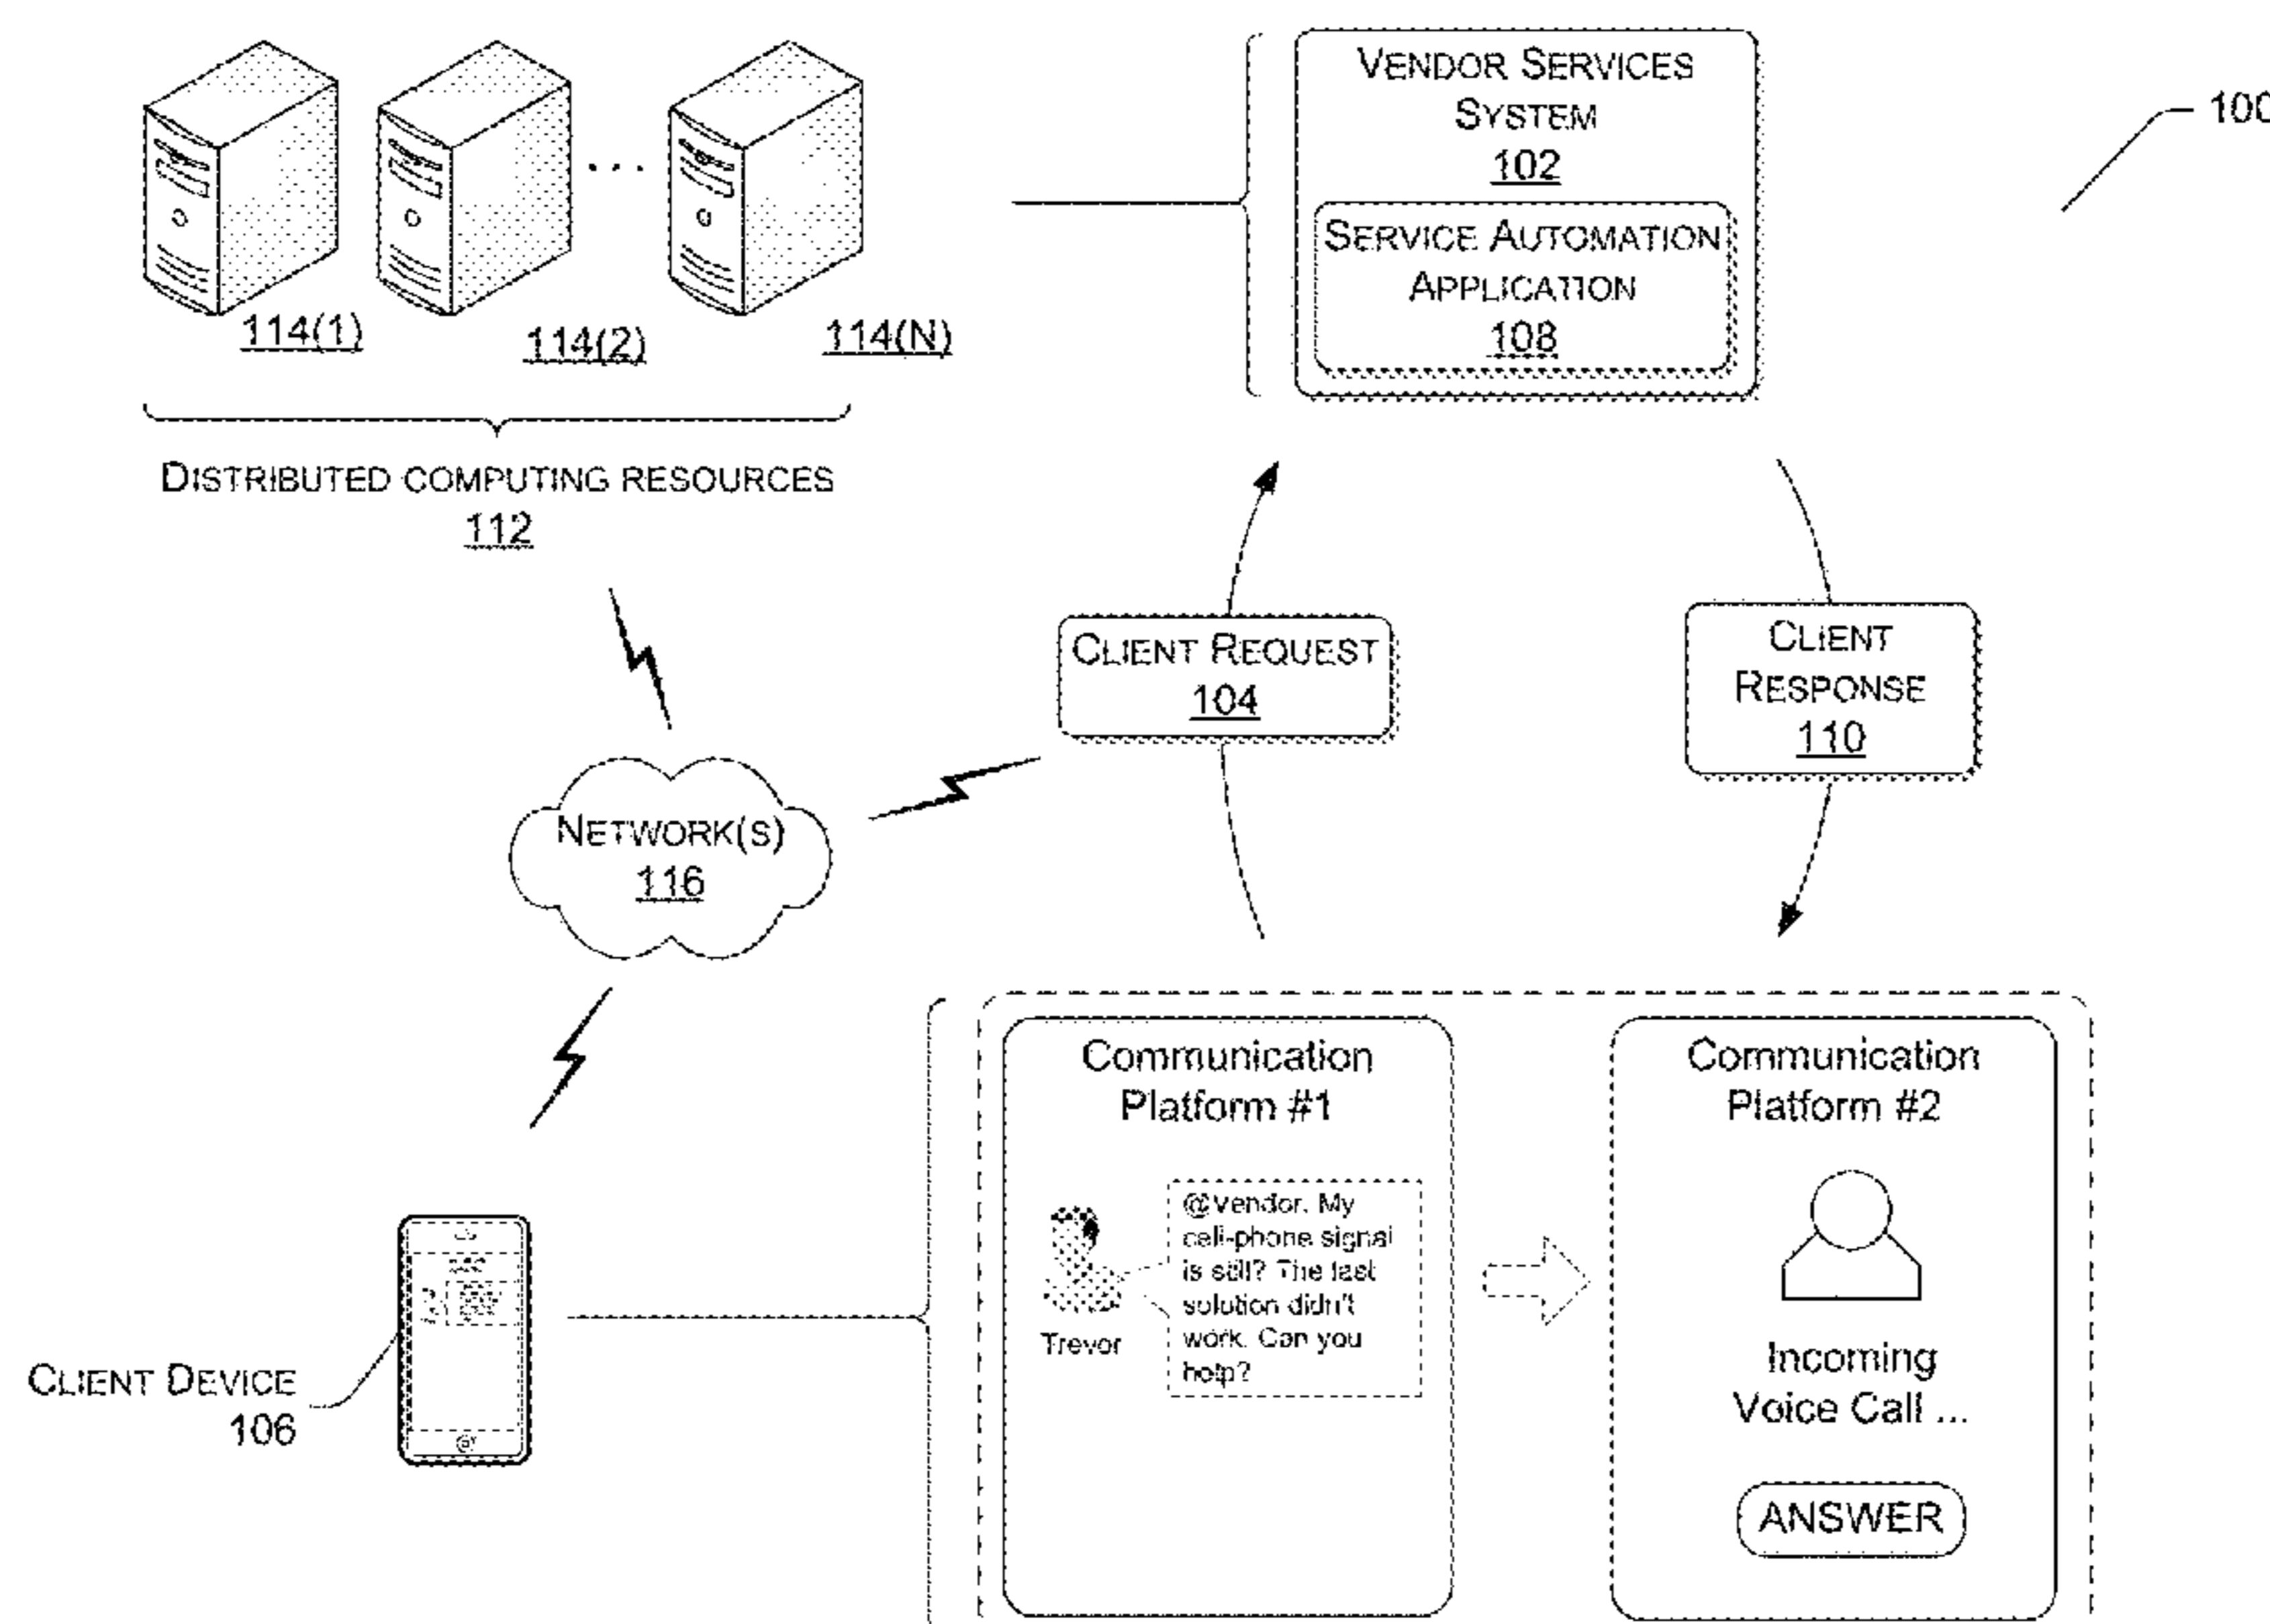 VENDOR SERVICES
SYSTEM
102
SERVICE AUTOMATION
APPLICATION
108
100
114(1)
114(2)
...
114(N)
DISTRIBUTED COMPUTING RESOURCES
112
CLIENT REQUEST
104
CLIENT
RESPONSE
110
NETWORK(S)
116
CLIENT DEVICE
106
Communication
Platform #1
@Vendor. My
cell-phone signal
is still? The last
solution didn't
work. Can you
help?
Trevor
Communication
Platform #2
Incoming
Voice Call ...
ANSWER